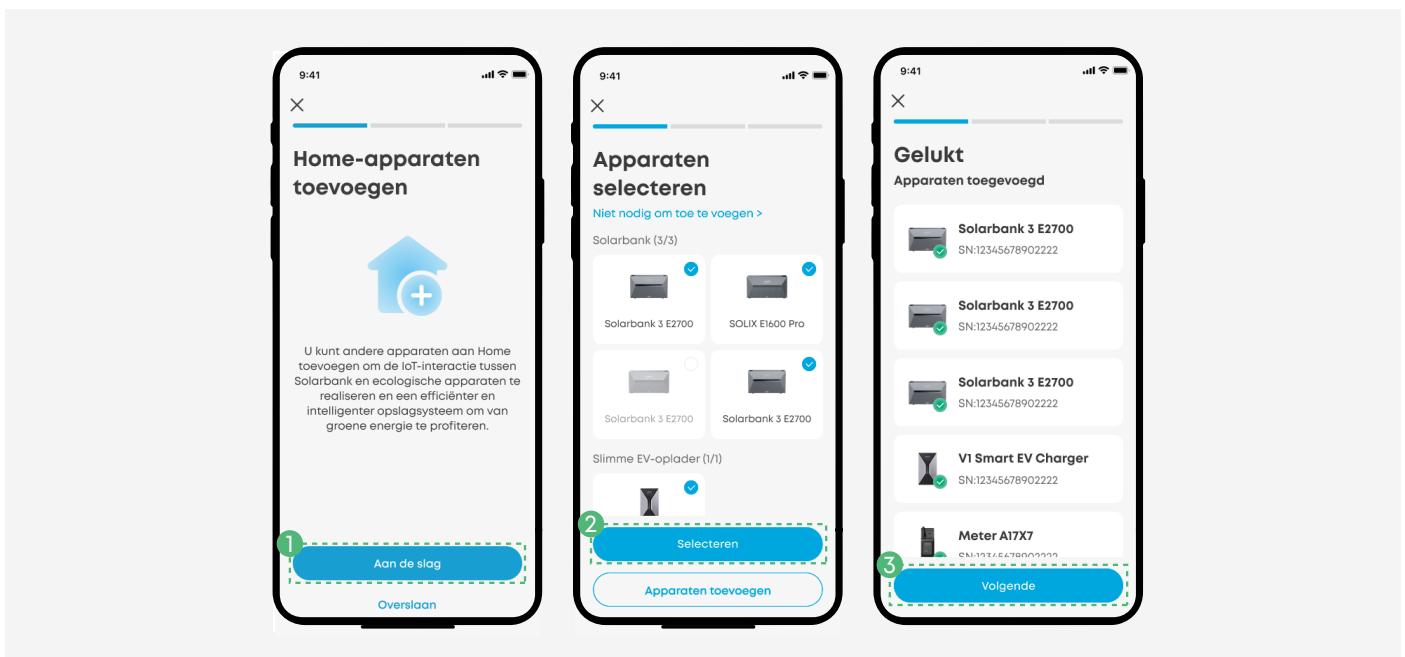 9:41
Home-apparaten
toevoegen
U kunt andere apparaten aan Home
toevoegen om de IoT-interactie tussen
Solarbank en ecologische apparaten te
realiseren en een efficiënter en
intelligenter opslagsysteem om van
groene energie te profiteren.
1
Aan de slag
Overslaan
9:41
Apparaten
selecteren
Niet nodig om toe te voegen >
Solarbank (3/3)
Solarbank 3 E2700
SOLIX E1600 Pro
Solarbank 3 E2700
Solarbank 3 E2700
Slimme EV-oplader (1/1)
2
Selecteren
Apparaten toevoegen
9:41
Gelukt
Apparaten toegevoegd
Solarbank 3 E2700
SN:12345678902222
Solarbank 3 E2700
SN:12345678902222
Solarbank 3 E2700
SN:12345678902222
V1 Smart EV Charger
SN:12345678902222
Meter A17X7
SN:12345678902222
3
Volgende